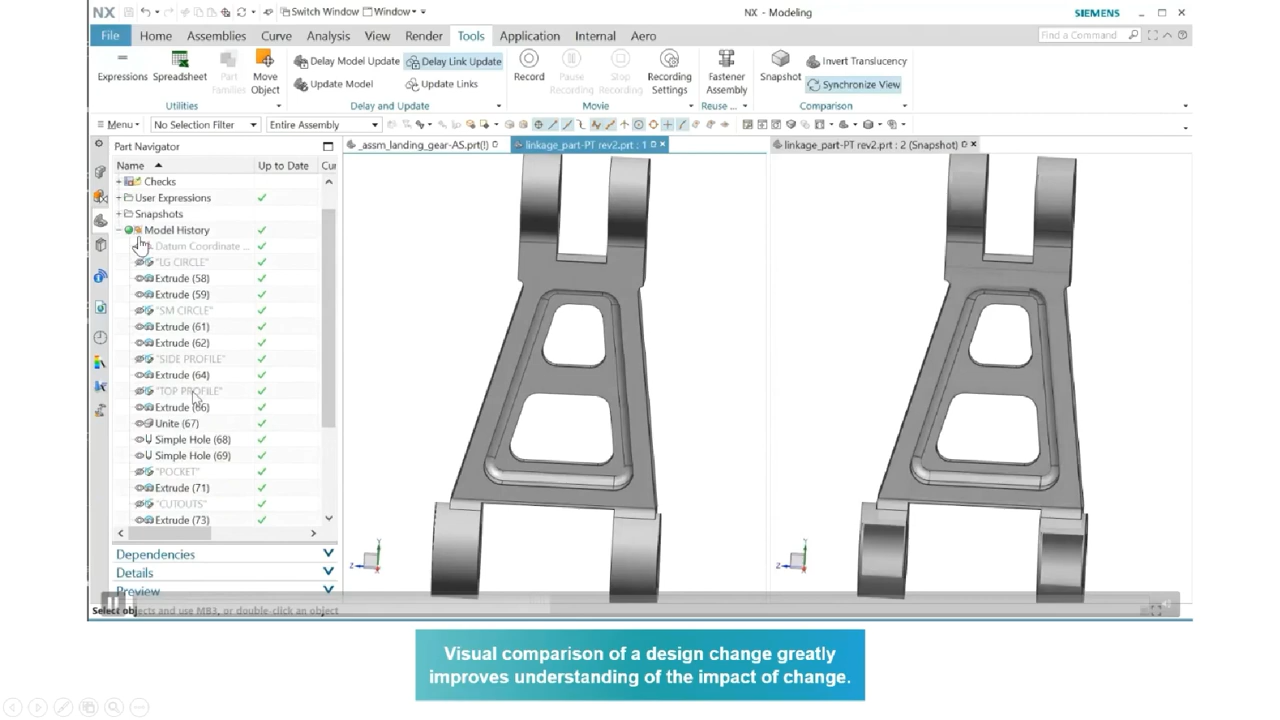 NX
Switch Window
Window
NX - Modeling
SIEMENS
File
Home
Assemblies
Curve
Analysis
View
Render
Tools
Application
Internal
Aero
Find a Command
Expressions
Spreadsheet
Part
Families
Move
Object
Delay Model Update
Delay Link Update
Update Model
Update Links
Record
Pause
Recording
Stop
Recording
Recording
Settings
Fastener
Assembly
Snapshot
Invert Translucency
Synchronize View
Utilities
Delay and Update
Movie
Reuse ...
Comparison
Menu
No Selection Filter
Entire Assembly
Part Navigator
_assm_landing_gear-AS.prt(!)
linkage_part-PT rev2.prt : 1
linkage_part-PT rev2.prt : 2 (Snapshot)
Name
Up to Date
Cur
Checks
User Expressions
Snapshots
Model History
Datum Coordinate ...
"LG CIRCLE"
Extrude (58)
Extrude (59)
"SM CIRCLE"
Extrude (61)
Extrude (62)
"SIDE PROFILE"
Extrude (64)
"TOP PROFILE"
Extrude (66)
Unite (67)
Simple Hole (68)
Simple Hole (69)
"POCKET"
Extrude (71)
"CUTOUTS"
Extrude (73)
Dependencies
Details
Preview
Y
Z
X
Y
Z
X
Select objects and use MB3, or double-click an object
Visual comparison of a design change greatly
improves understanding of the impact of change.